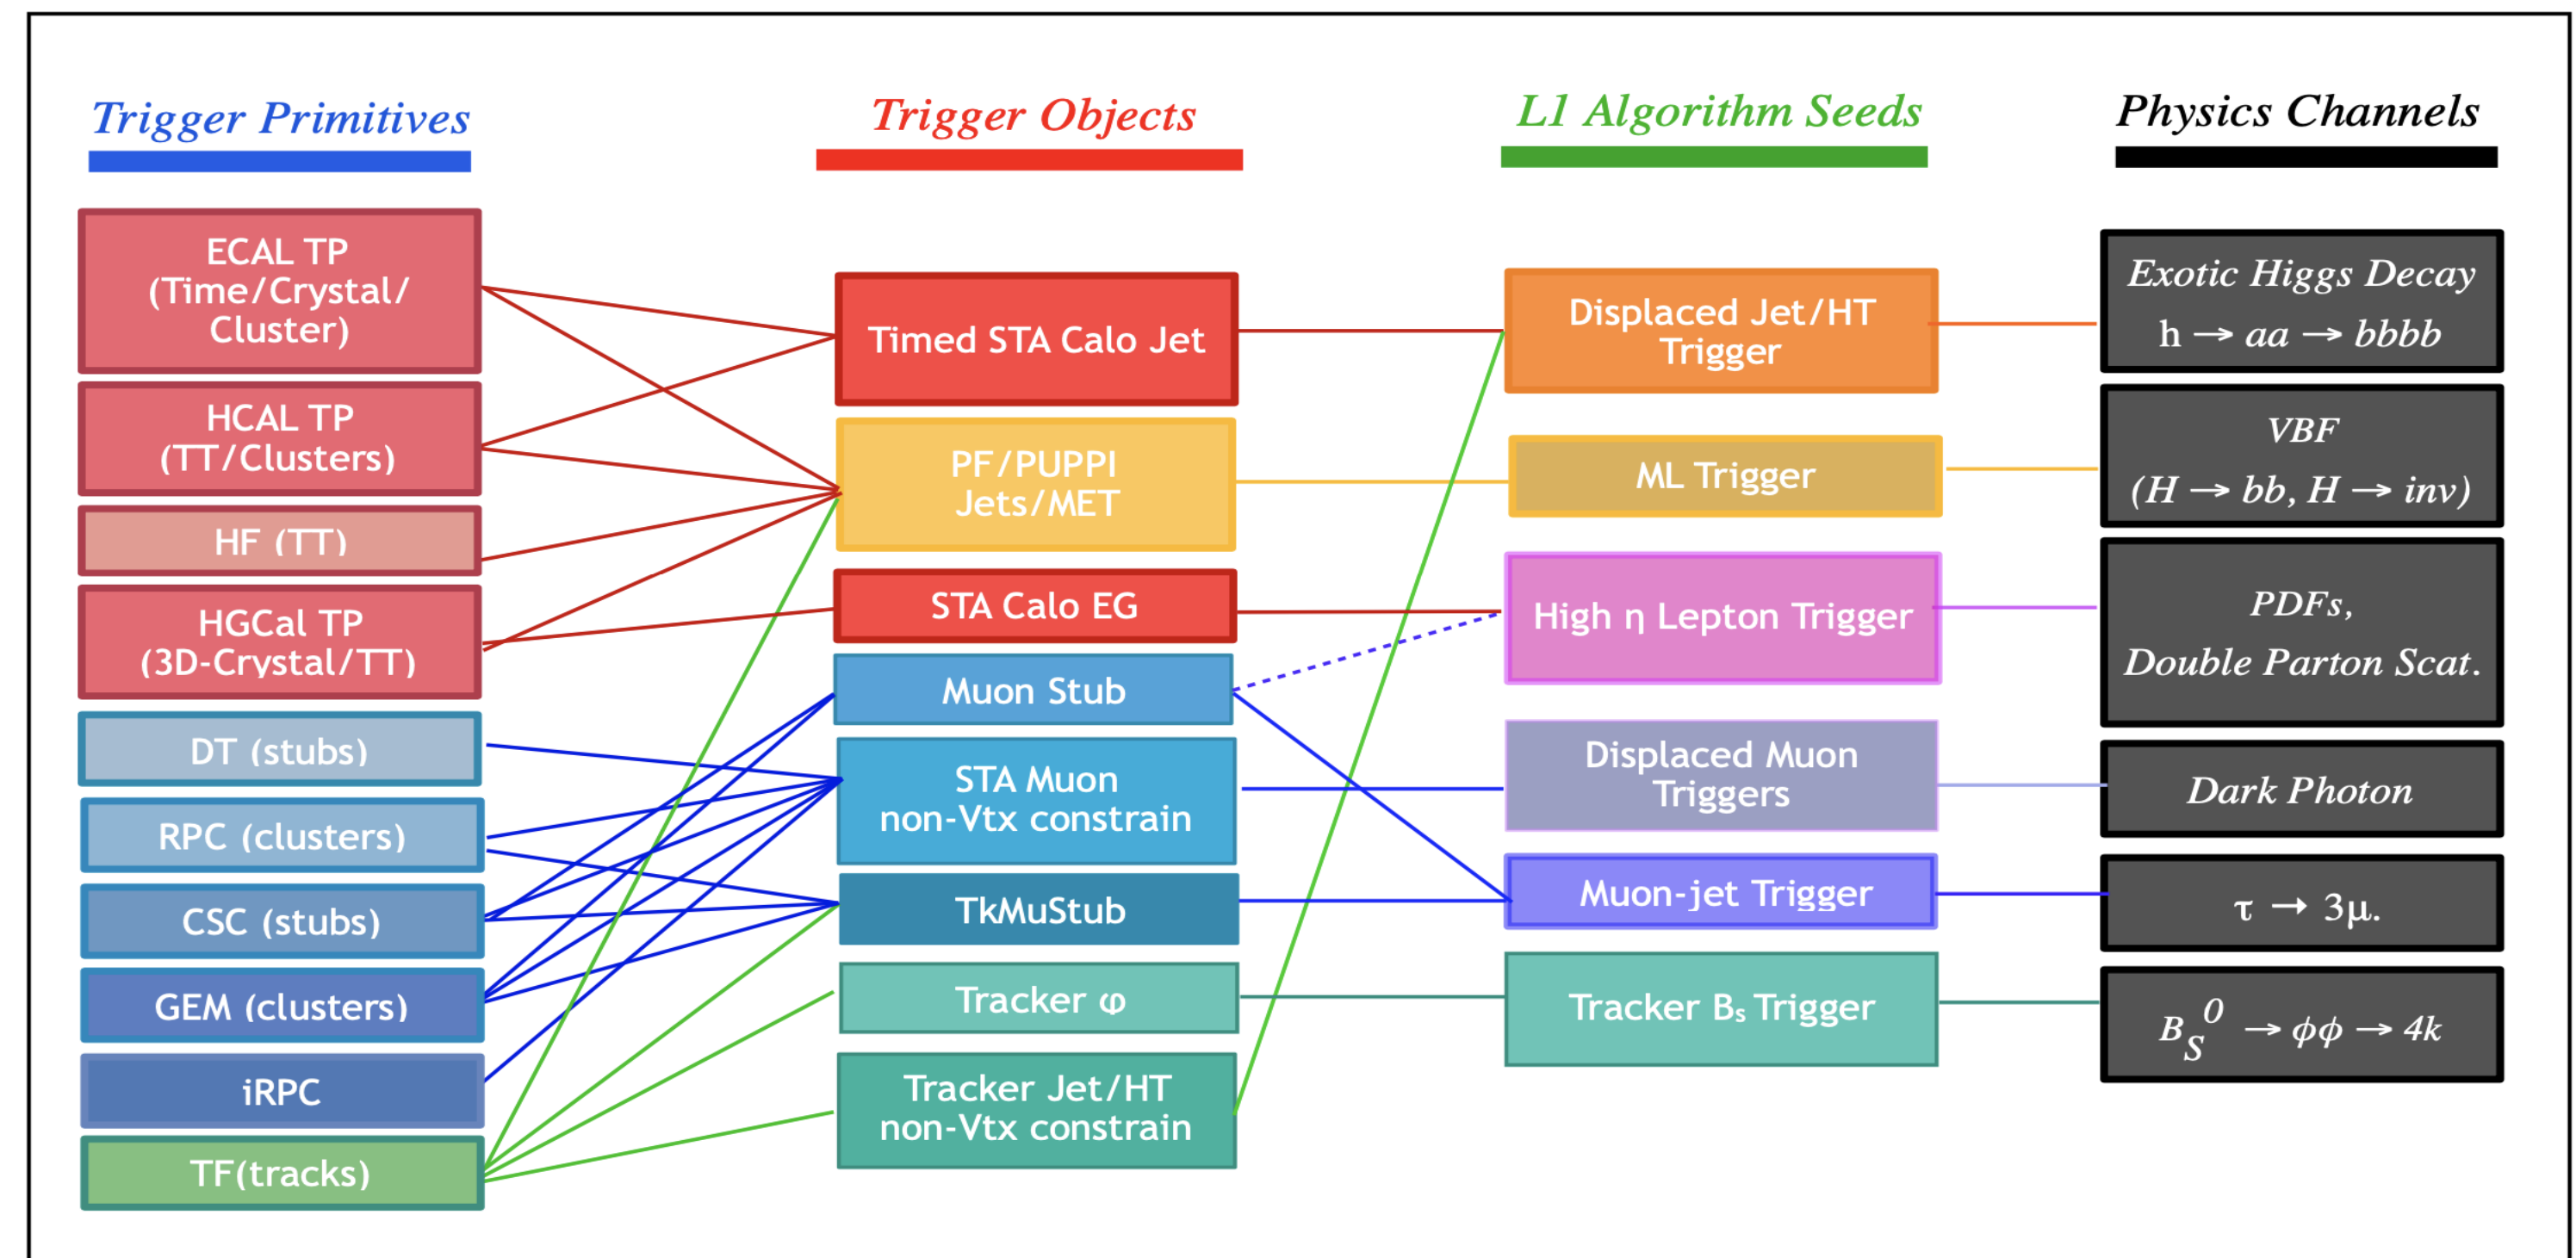 Trigger Primitives
ECAL TP
(Time/Crystal/
Cluster)
HCAL TP
(TT/Clusters)
HF (TT)
HGCal TP
(3D-Crystal/TT)
DT (stubs)
RPC (clusters)
CSC (stubs)
GEM (clusters)
iRPC
TF(tracks)
Trigger Objects
Timed STA Calo Jet
PF/PUPPI
Jets/MET
STA Calo EG
Muon Stub
STA Muon
non-Vtx constrain
TkMuStub
Tracker φ
Tracker Jet/HT
non-Vtx constrain
L1 Algorithm Seeds
Displaced Jet/HT
Trigger
ML Trigger
High η Lepton Trigger
Displaced Muon
Triggers
Muon-jet Trigger
Tracker Bₛ Trigger
Physics Channels
Exotic Higgs Decay
h → aa → bbbb
VBF
(H → bb, H → inv)
PDFs,
Double Parton Scat.
Dark Photon
τ → 3μ.
B_S^0 → ϕϕ → 4k